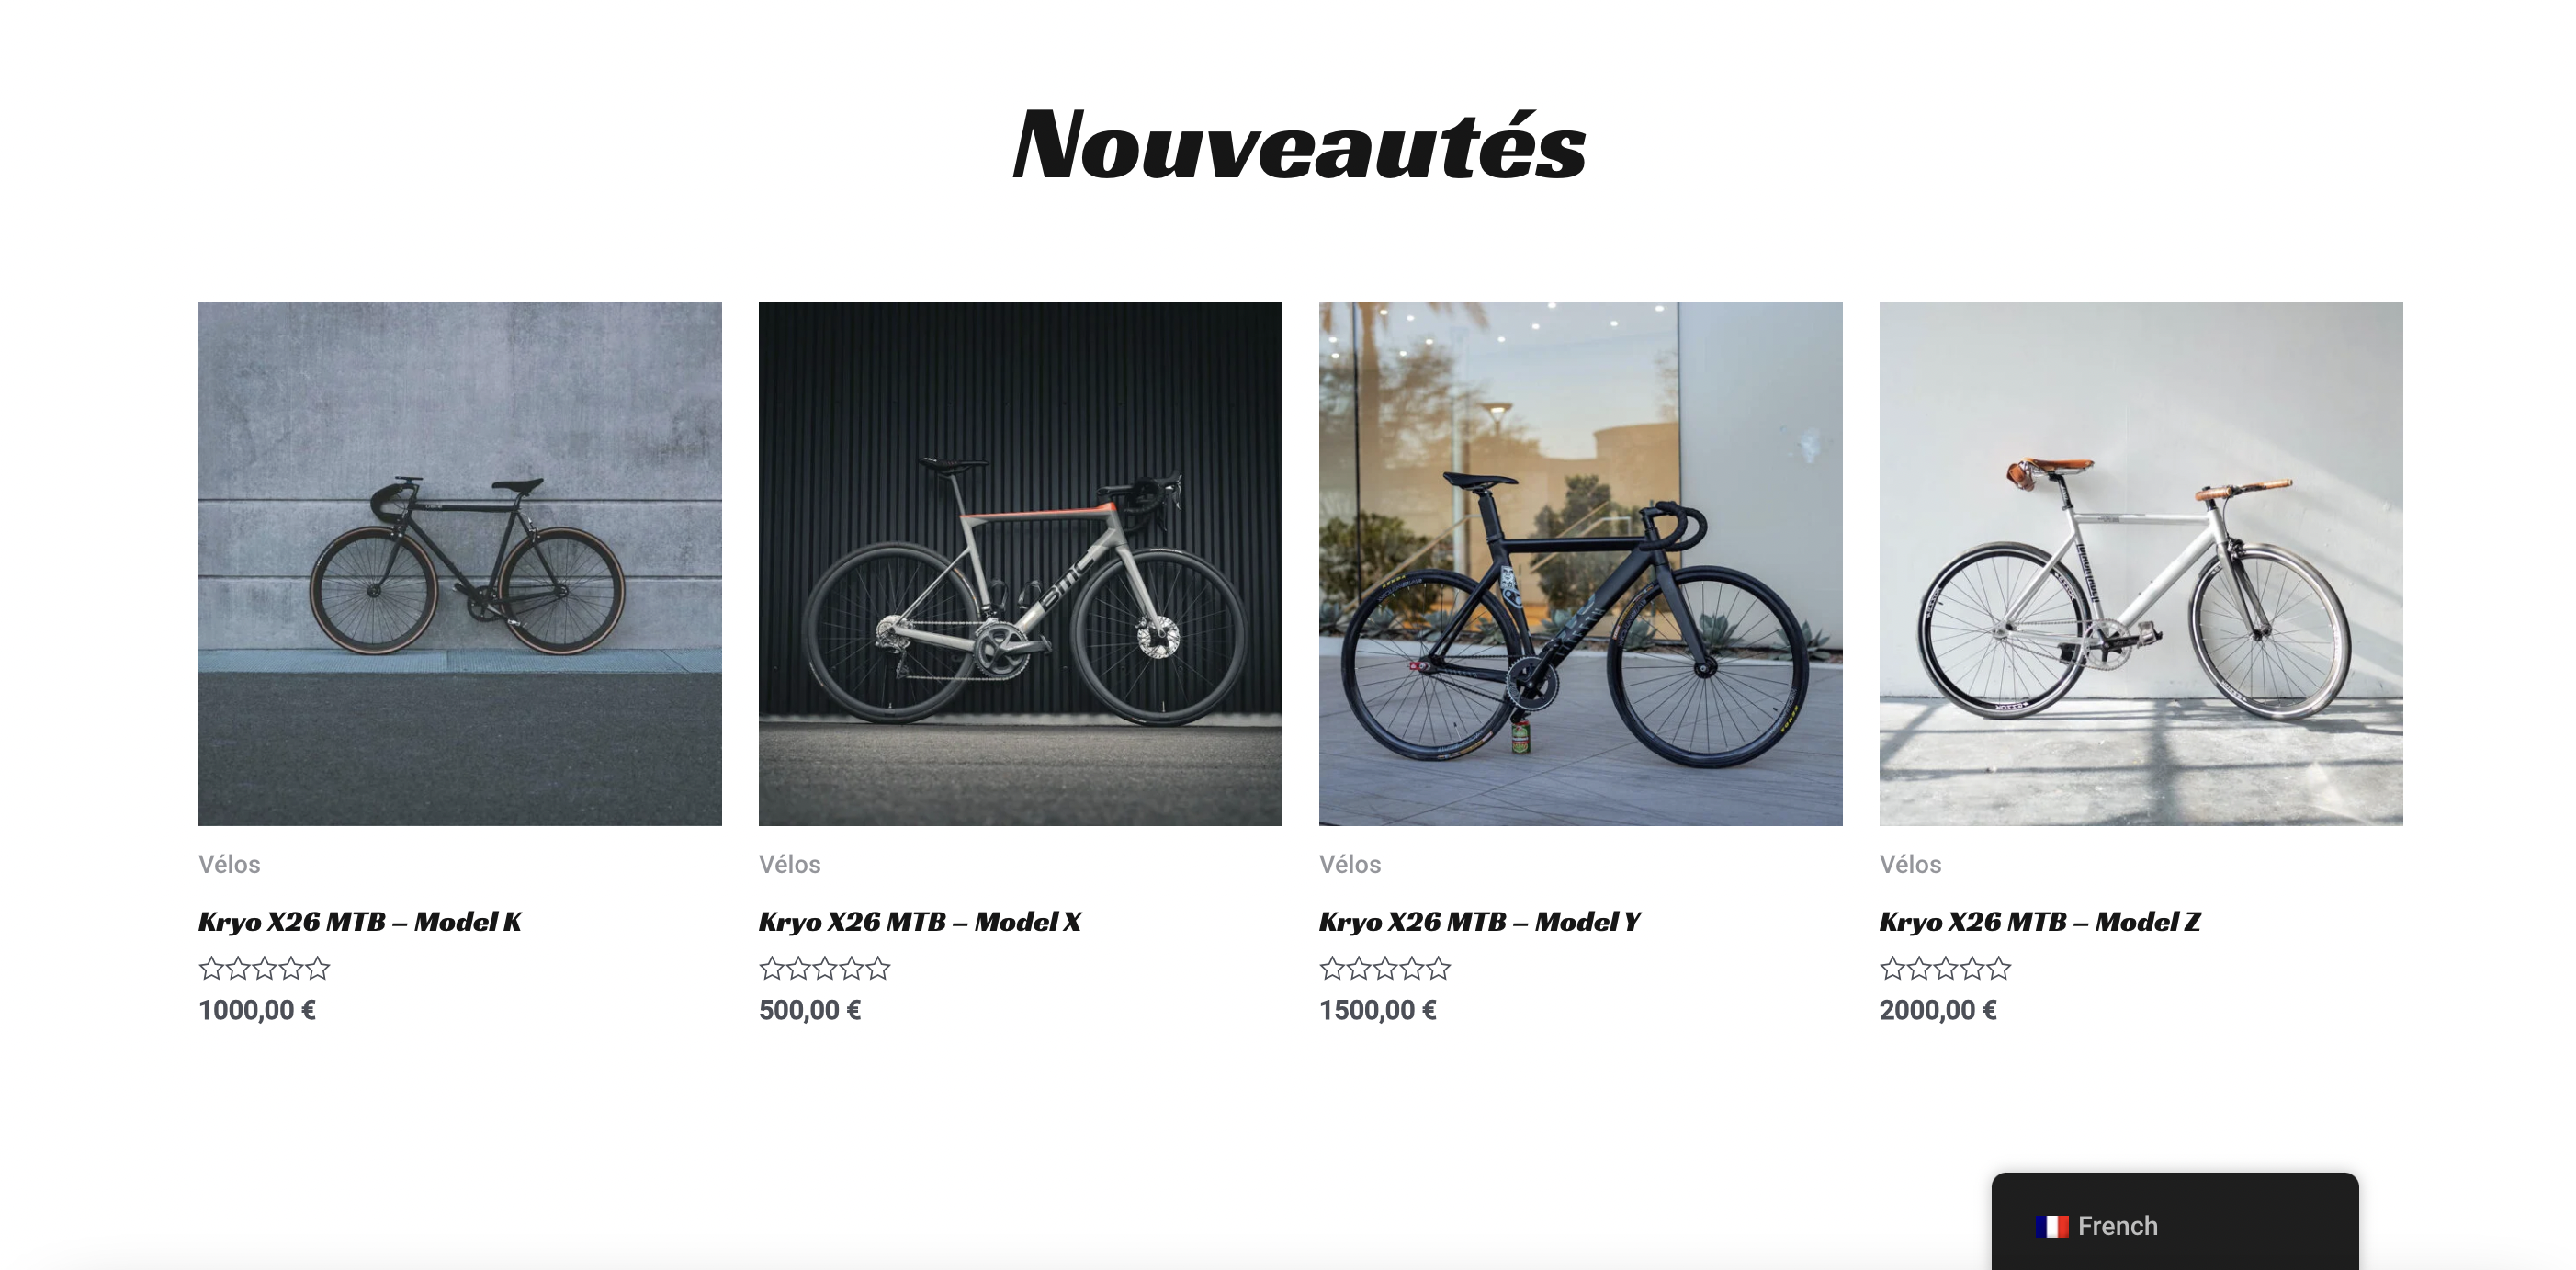 Nouveautés
BMC
Vélos
Kryo X26 MTB – Model K
1000,00 €
Vélos
Kryo X26 MTB – Model X
500,00 €
Vélos
Kryo X26 MTB – Model Y
1500,00 €
Vélos
Kryo X26 MTB – Model Z
2000,00 €
French